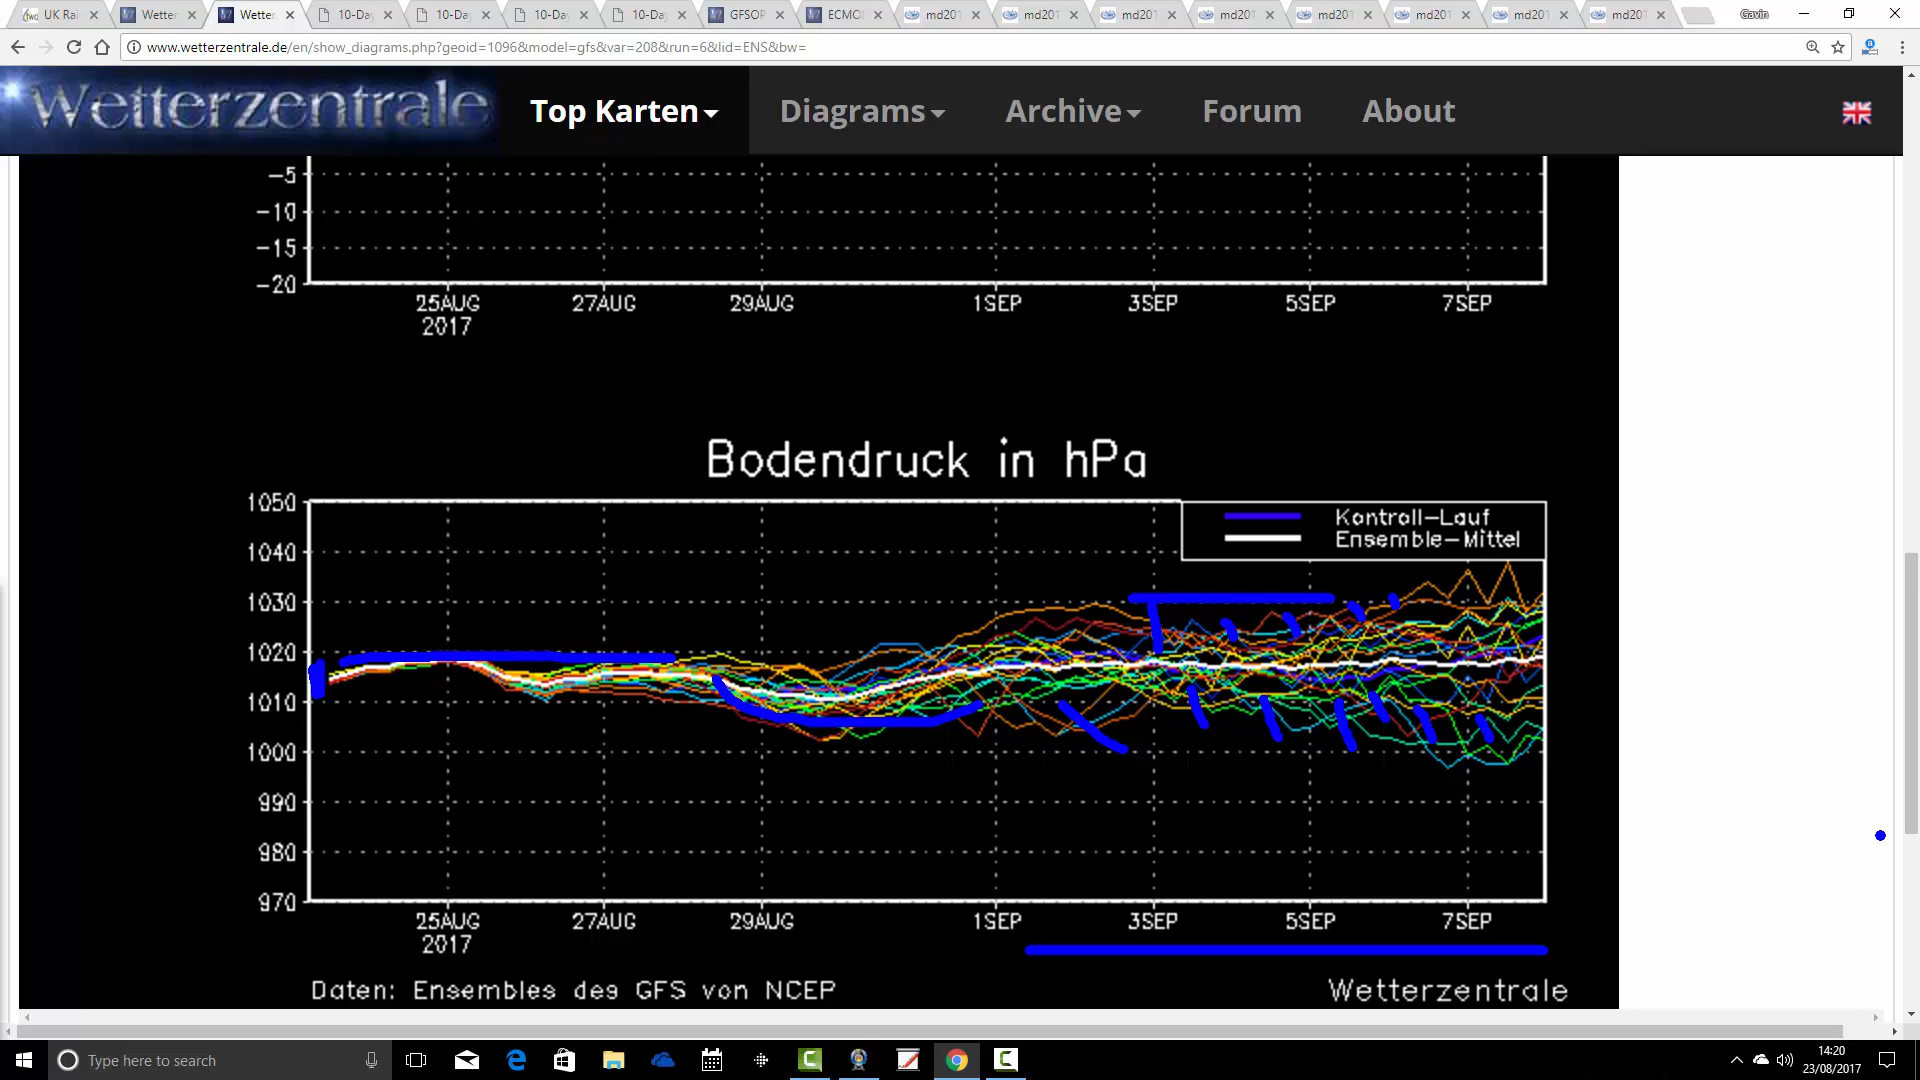 UK Rai
Wetter
Wetter
10-Da
10-Da
10-Da
10-Da
GFSOP
ECMO
md201
md201
md201
md201
md201
md201
md201
md201
Gavin
www.wetterzentrale.de/en/show_diagrams.php?geoid=1096&model=gfs&var=208&run=6&lid=ENS&bw=
Wetterzentrale
Top Karten
Diagrams
Archive
Forum
About
-5
-10
-15
-20
25AUG 27AUG 29AUG 1SEP 3SEP 5SEP 7SEP
2017
Bodendruck in hPa
1050
Kontroll-Lauf
Ensemble-Mittel
1040
1030
1020
1010
1000
990
980
970
25AUG 27AUG 29AUG 1SEP 3SEP 5SEP 7SEP
2017
Daten: Ensembles des GFS von NCEP
Wetterzentrale
Type here to search
14:20
23/08/2017